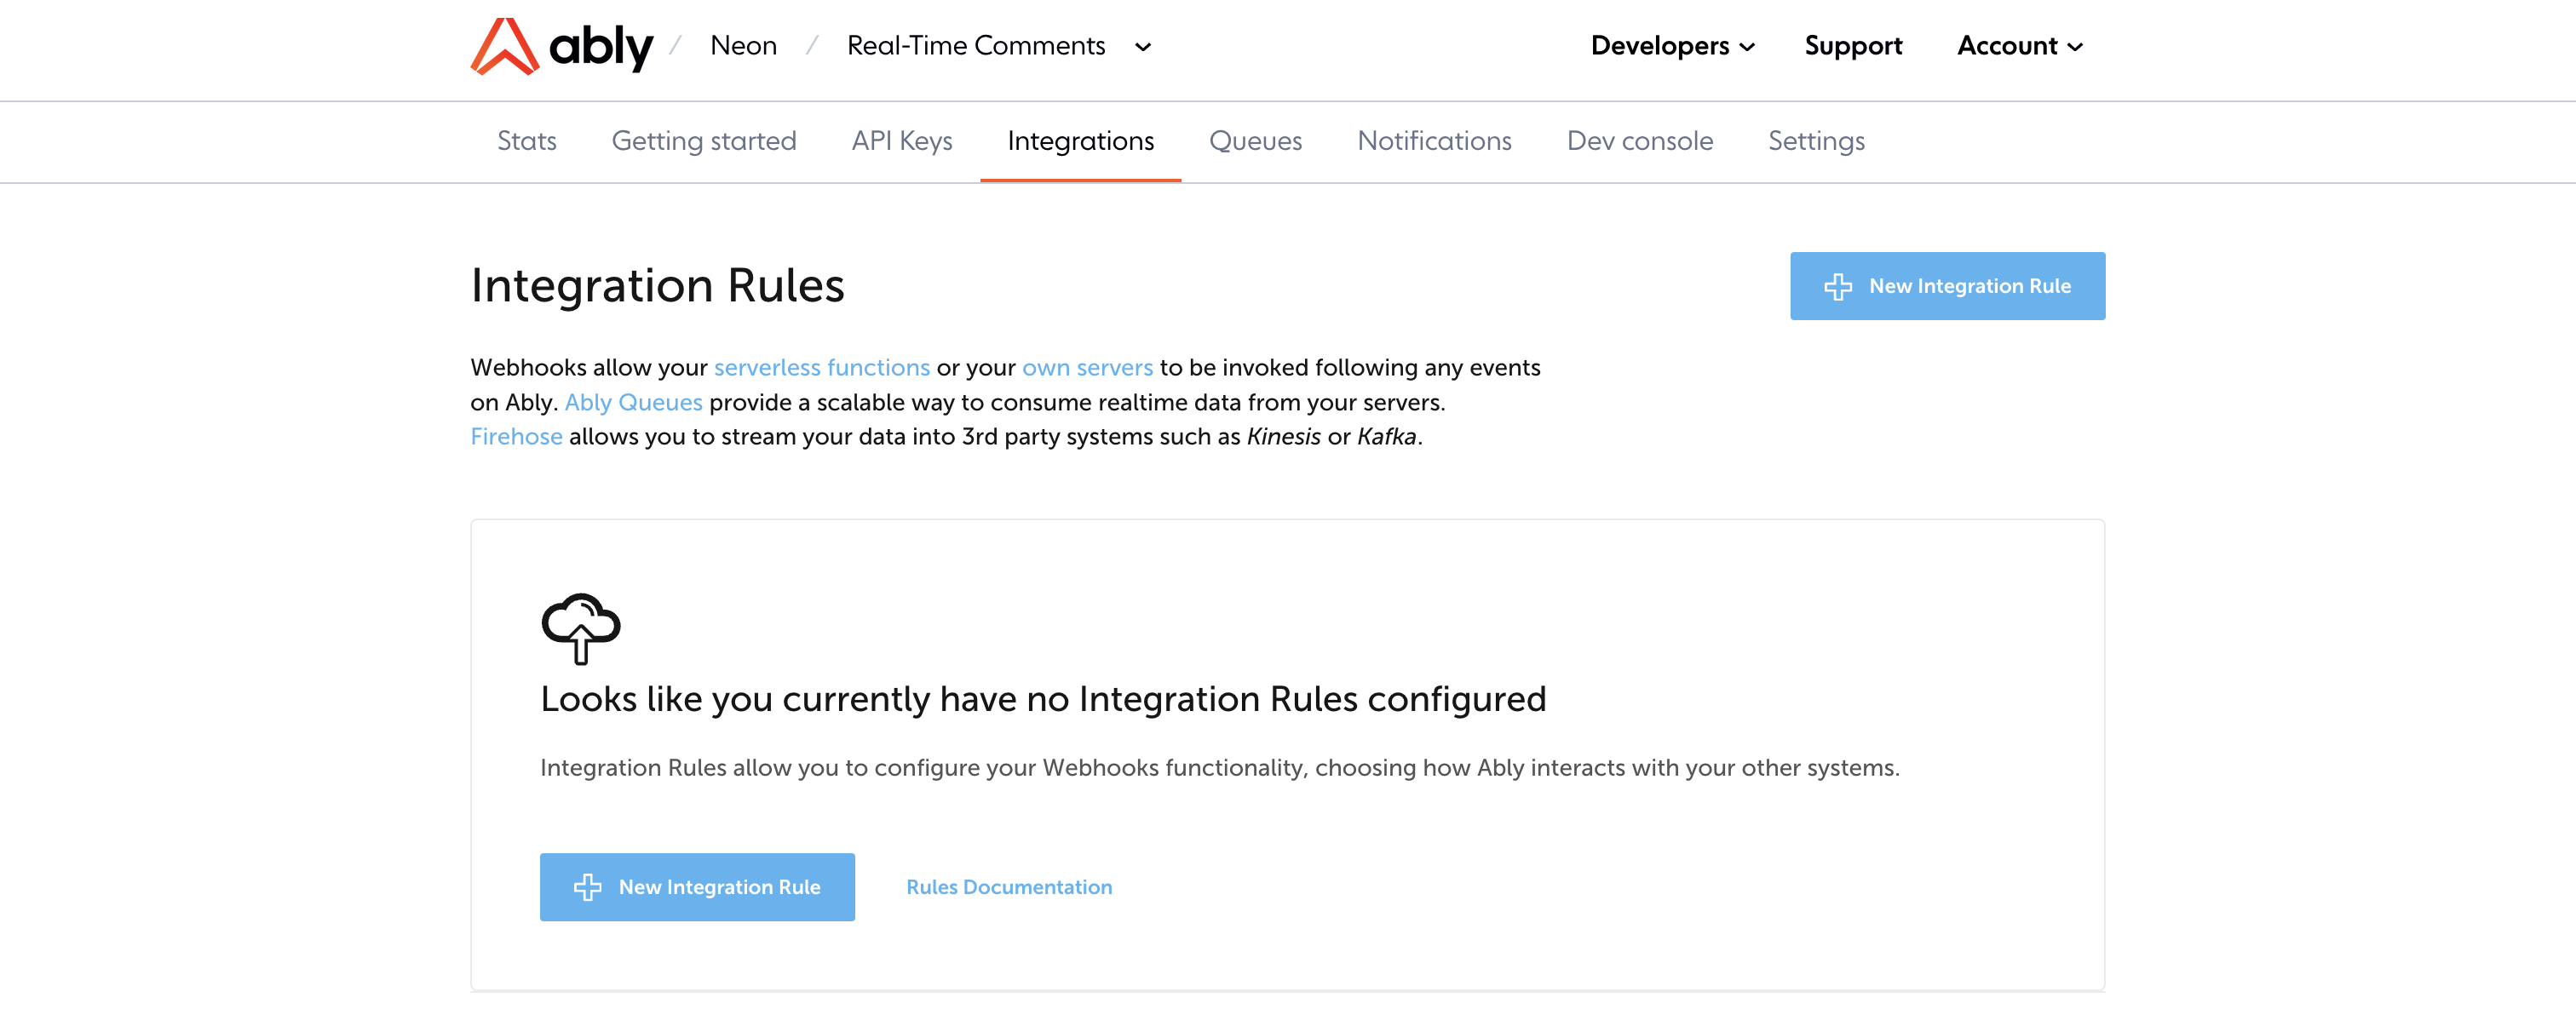 ably / Neon / Real-Time Comments
Developers Support Account
Stats Getting started API Keys Integrations Queues Notifications Dev console Settings
Integration Rules
New Integration Rule
Webhooks allow your serverless functions or your own servers to be invoked following any events
on Ably. Ably Queues provide a scalable way to consume realtime data from your servers.
Firehose allows you to stream your data into 3rd party systems such as Kinesis or Kafka.
Looks like you currently have no Integration Rules configured
Integration Rules allow you to configure your Webhooks functionality, choosing how Ably interacts with your other systems.
New Integration Rule Rules Documentation